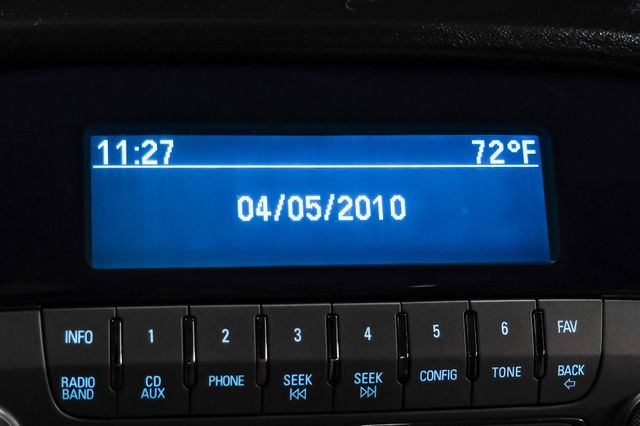 11:27 72°F
04/05/2010
INFO 1 2 3 4 5 6 FAV
RADIO BAND CD AUX PHONE SEEK SEEK CONFIG TONE BACK